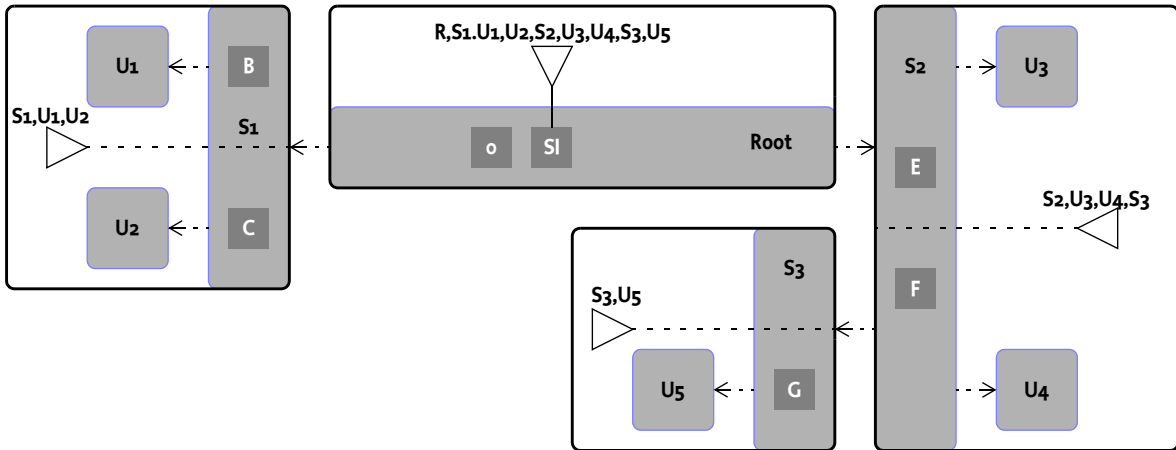 R,S1.U1,U2,S2,U3,U4,S3,U5
U1
B
S2
U3
S1,U1,U2
S1
o
SI
Root
E
U2
C
S2,U3,U4,S3
S3
F
S3,U5
U5
G
U4